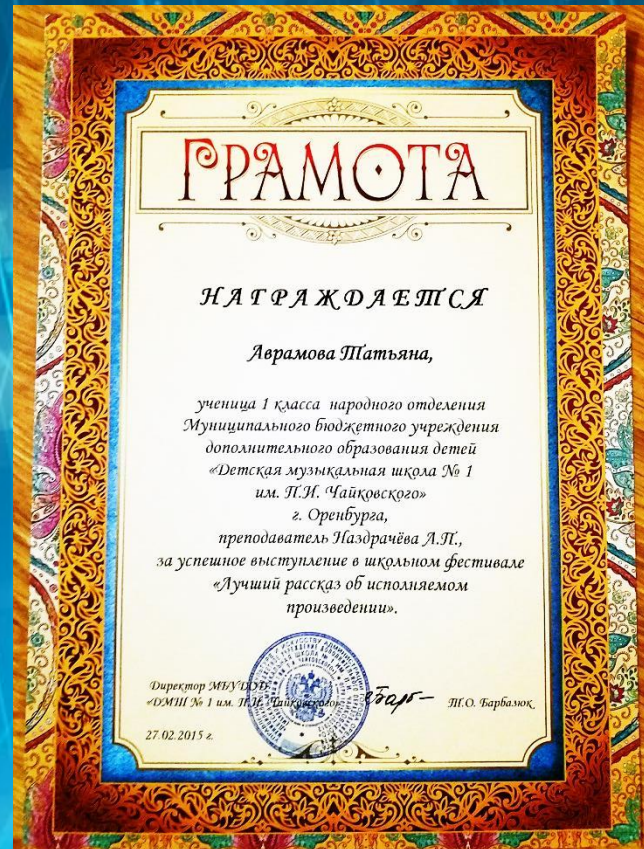 ГРАМОТА
НАГРАЖДАЕТСЯ
Аврамова Татьяна,
ученица 1 класса народного отделения
Муниципального бюджетного учреждения
дополнительного образования детей
«Детская музыкальная школа № 1
им. П.И. Чайковского»
г. Оренбурга,
преподаватель Наздрачёва Л.П.,
за успешное выступление в школьном фестивале
«Лучший рассказ об исполняемом
произведении».
Директор МБУДОД
«ДМШ № 1 им. П.И. Чайковского» Т.О. Барбазюк
27.02.2015 г.